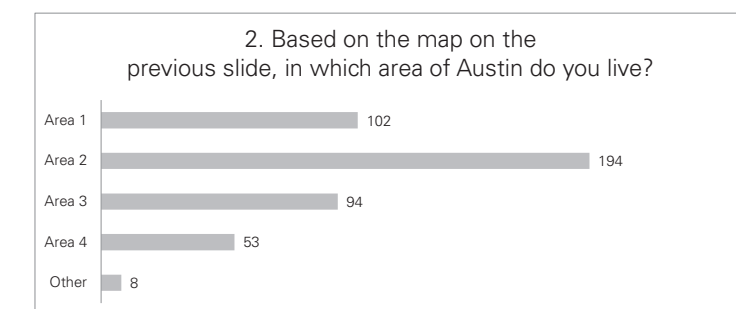 2. Based on the map on the
previous slide, in which area of Austin do you live?
Area 1 102
Area 2 194
Area 3 94
Area 4 53
Other 8